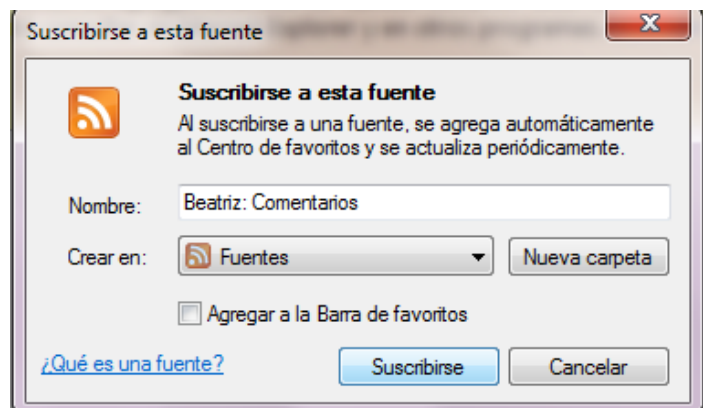 Suscribirse a esta fuente
Suscribirse a esta fuente
Al suscribirse a una fuente, se agrega automáticamente
al Centro de favoritos y se actualiza periódicamente.
Nombre: Beatriz: Comentarios
Crear en: Fuentes Nueva carpeta
Agregar a la Barra de favoritos
¿Qué es una fuente? Suscribirse Cancelar